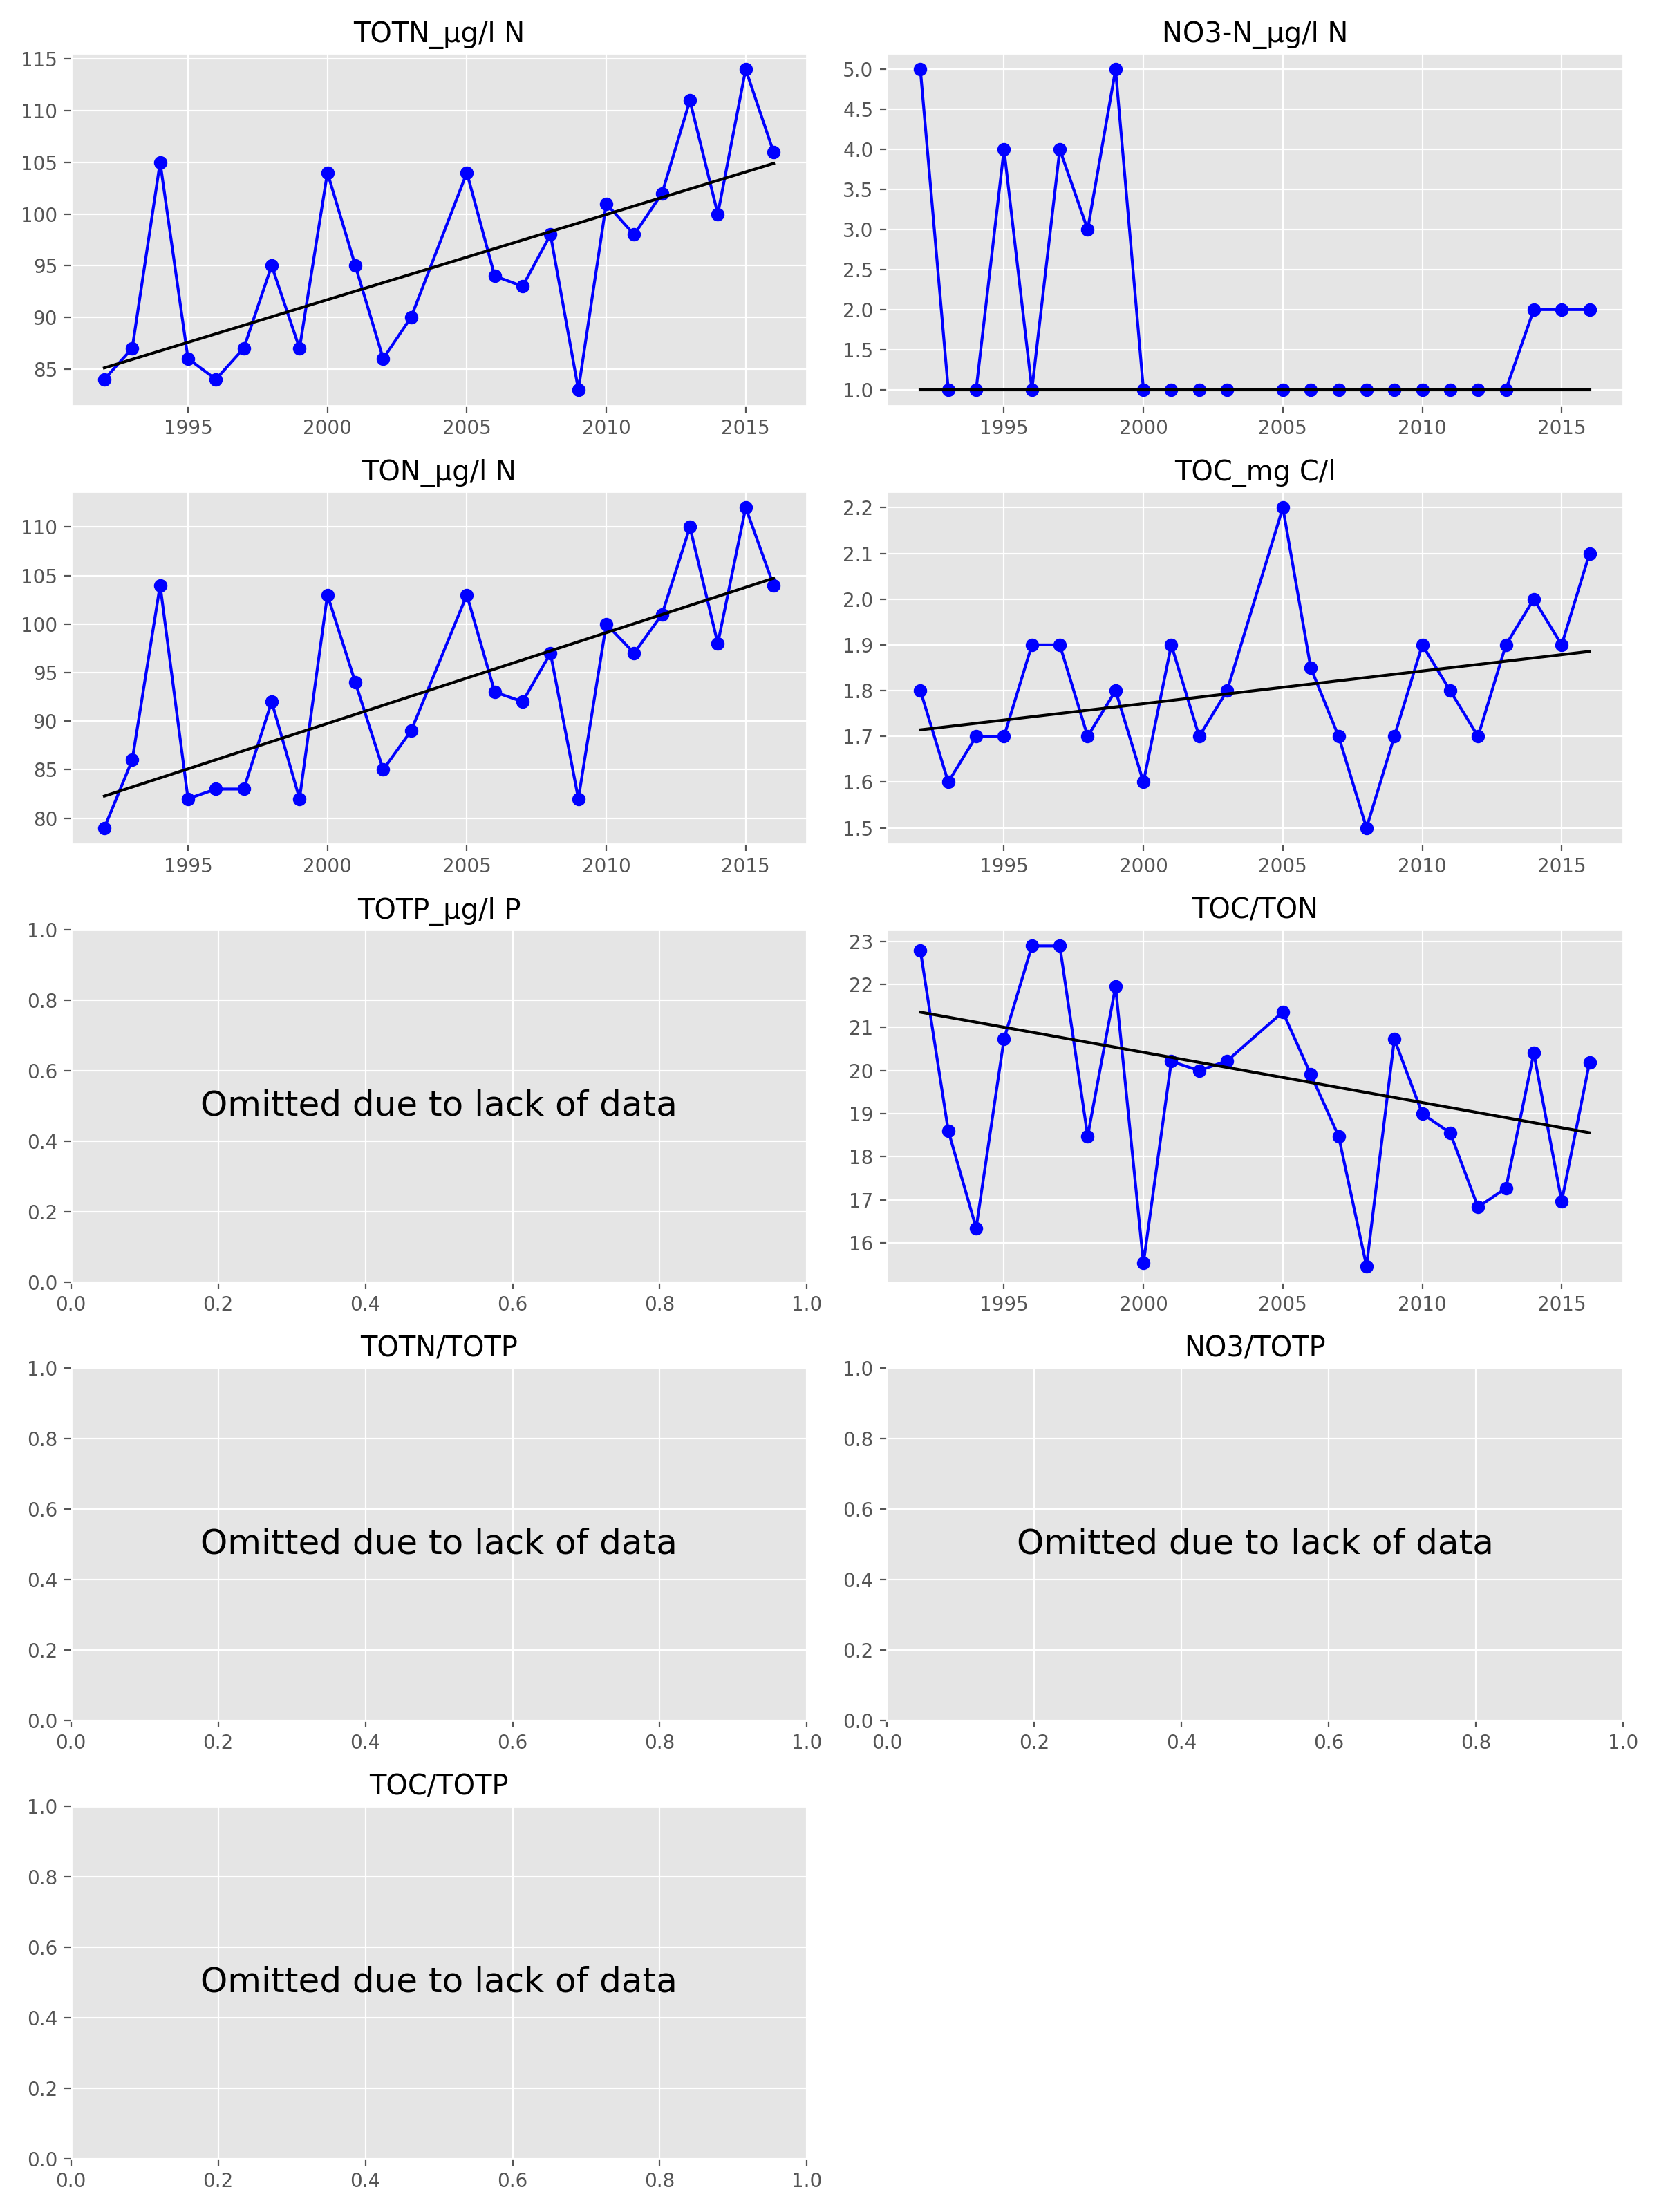 TOTN_µg/l N
NO3-N_µg/l N
115
110
105
100
95
90
85
1995 2000 2005 2010 2015
5.0
4.5
4.0
3.5
3.0
2.5
2.0
1.5
1.0
1995 2000 2005 2010 2015
TON_µg/l N
TOC_mg C/l
110
105
100
95
90
85
80
1995 2000 2005 2010 2015
2.2
2.1
2.0
1.9
1.8
1.7
1.6
1.5
1995 2000 2005 2010 2015
TOTP_µg/l P
TOC/TON
1.0
0.8
0.6
Omitted due to lack of data
0.4
0.2
0.0
0.0 0.2 0.4 0.6 0.8 1.0
23
22
21
20
19
18
17
16
1995 2000 2005 2010 2015
TOTN/TOTP
NO3/TOTP
1.0
0.8
0.6
Omitted due to lack of data
0.4
0.2
0.0
0.0 0.2 0.4 0.6 0.8 1.0
1.0
0.8
0.6
Omitted due to lack of data
0.4
0.2
0.0
0.0 0.2 0.4 0.6 0.8 1.0
TOC/TOTP
1.0
0.8
0.6
Omitted due to lack of data
0.4
0.2
0.0
0.0 0.2 0.4 0.6 0.8 1.0